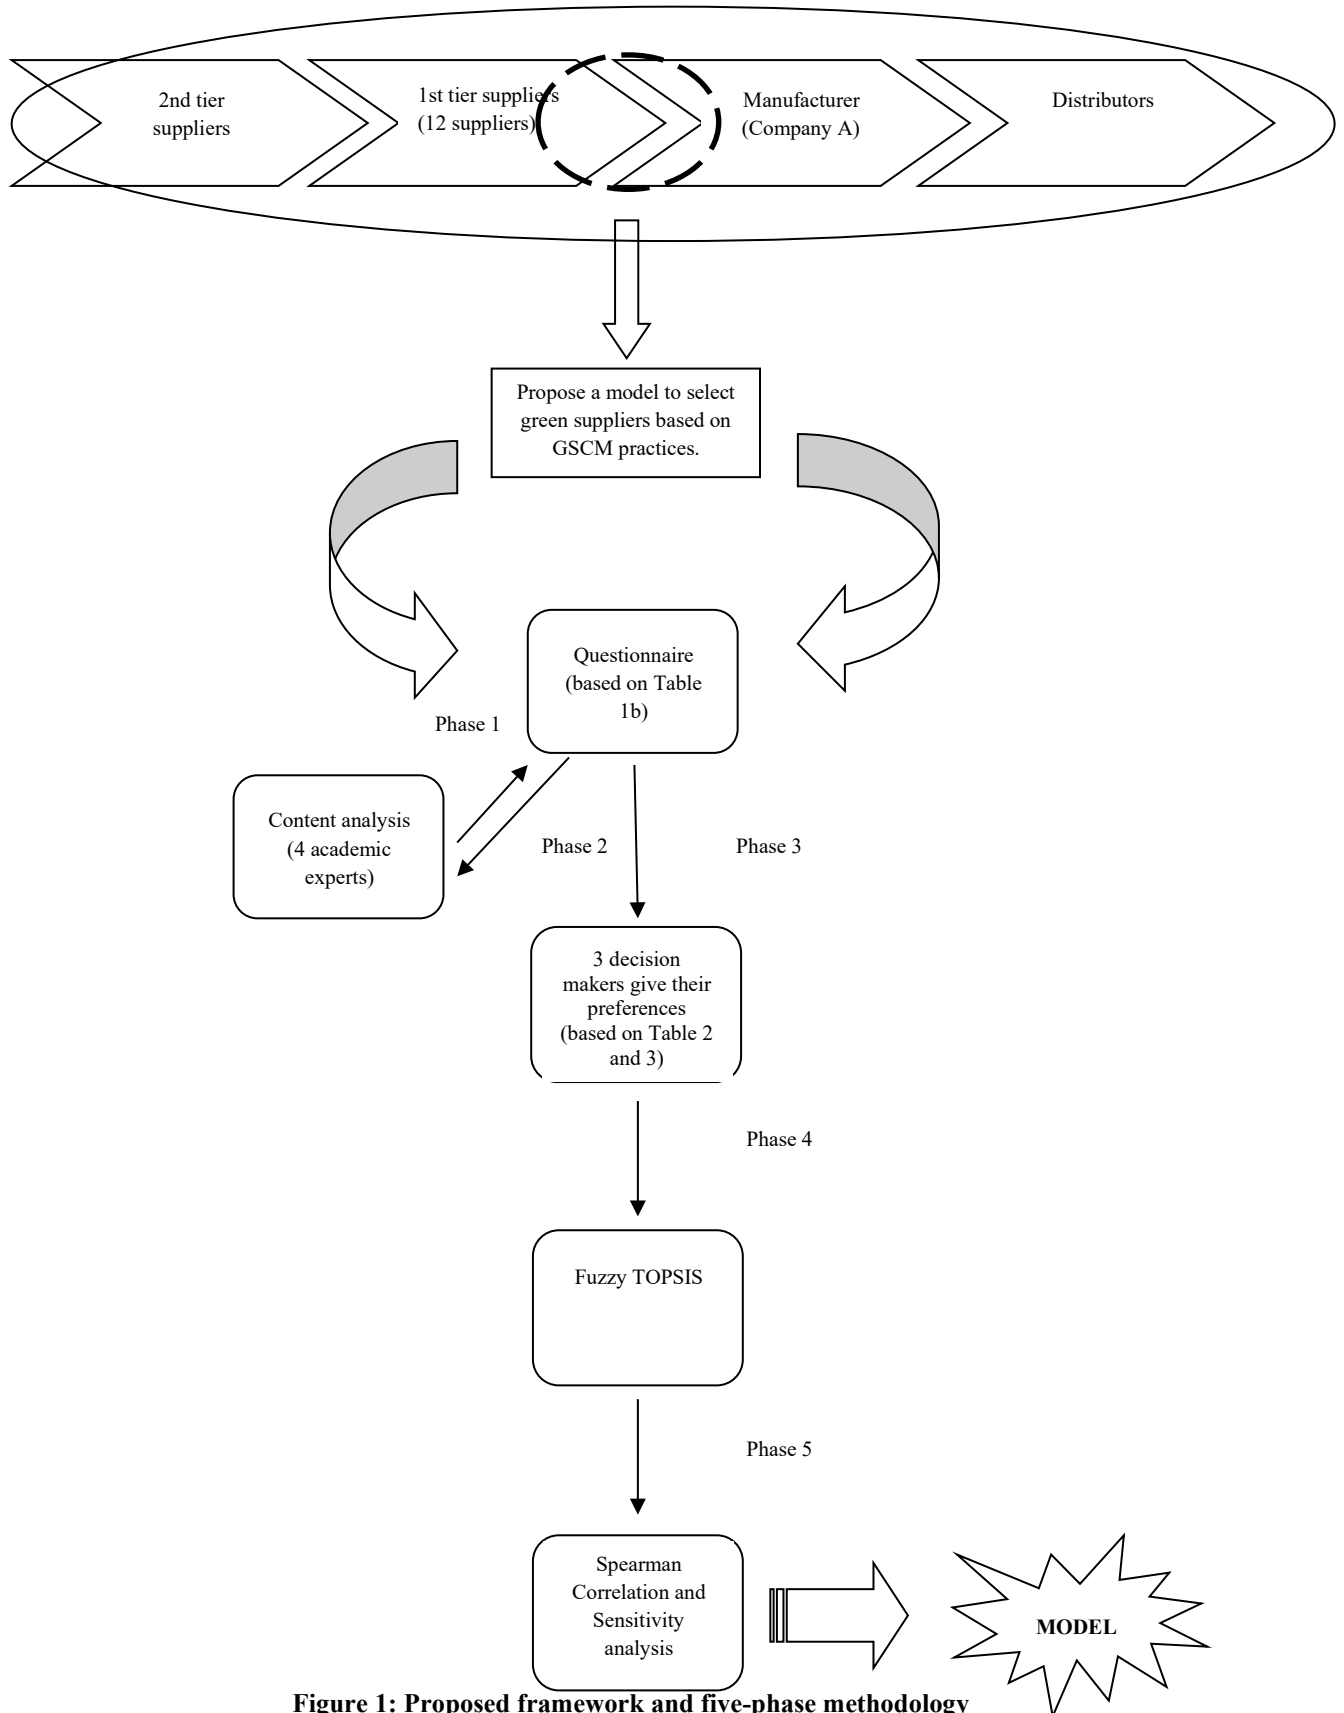 2nd tier
suppliers
1st tier suppliers
(12 suppliers)
Manufacturer
(Company A)
Distributors
Propose a model to select
green suppliers based on
GSCM practices.
Questionnaire
(based on Table
1b)
Phase 1
Content analysis
(4 academic
experts)
Phase 2
Phase 3
3 decision
makers give their
preferences
(based on Table 2
and 3)
Phase 4
Fuzzy TOPSIS
Phase 5
Spearman
Correlation and
Sensitivity
analysis
MODEL
Figure 1: Proposed framework and five-phase methodology